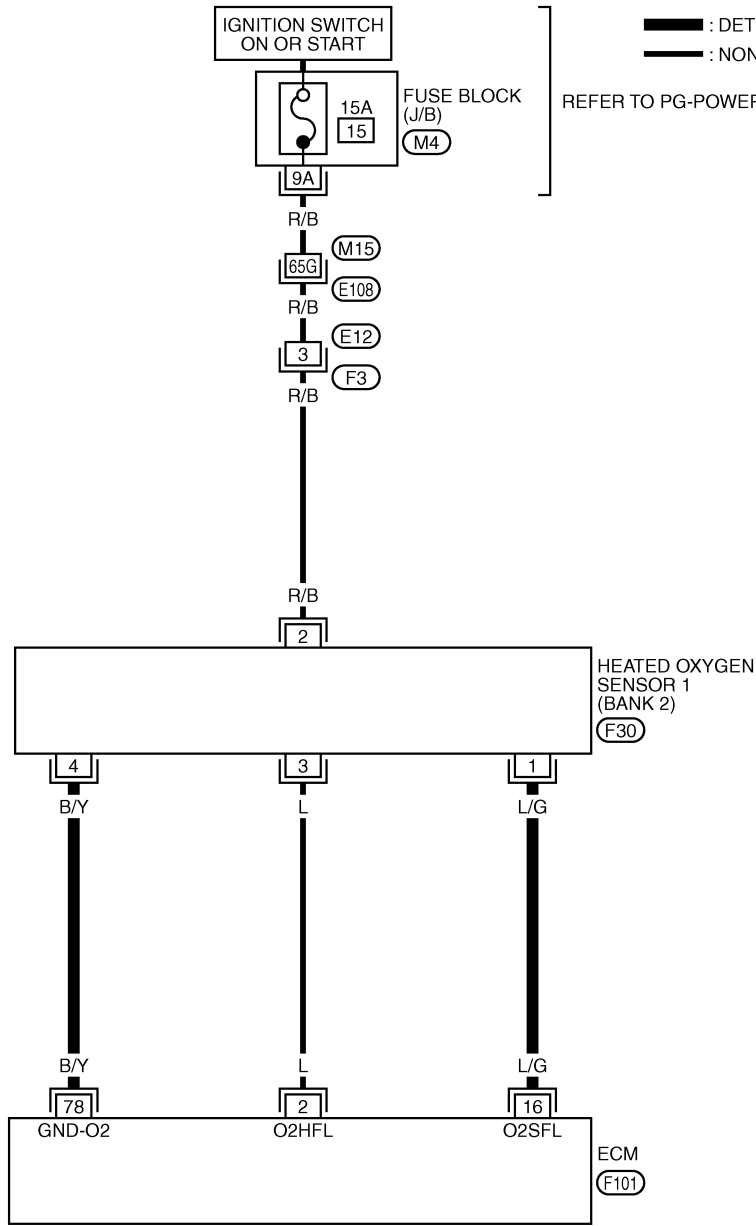 IGNITION SWITCH
ON OR START
: DET
: NON
15A
15
FUSE BLOCK
(J/B)
M4
REFER TO PG-POWER
9A
R/B
M15
65G
E108
R/B
E12
3
F3
R/B
R/B
2
HEATED OXYGEN
SENSOR 1
(BANK 2)
F30
4 3 1
B/Y L L/G
B/Y L L/G
78 2 16
GND-O2 O2HFL O2SFL
ECM
F101